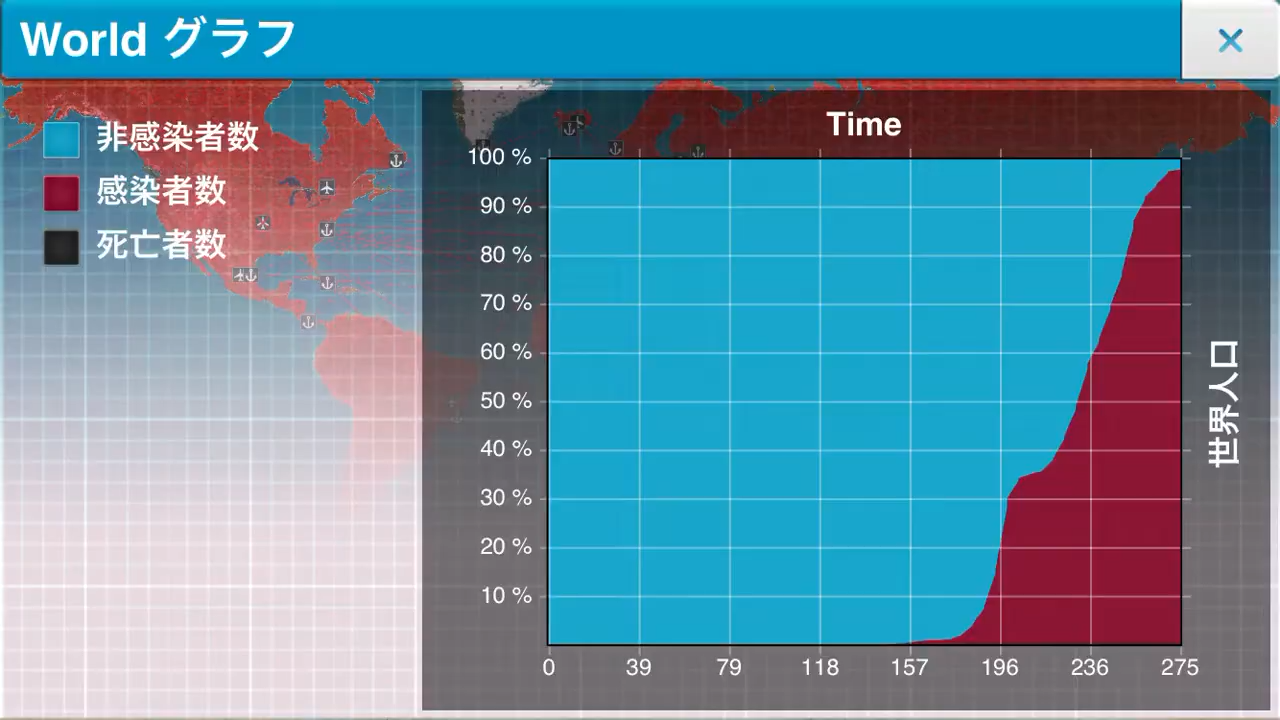 World グラフ
非感染者数
感染者数
死亡者数
Time
100 %
90 %
80 %
70 %
60 %
50 %
40 %
30 %
20 %
10 %
世界人口
0 39 79 118 157 196 236 275